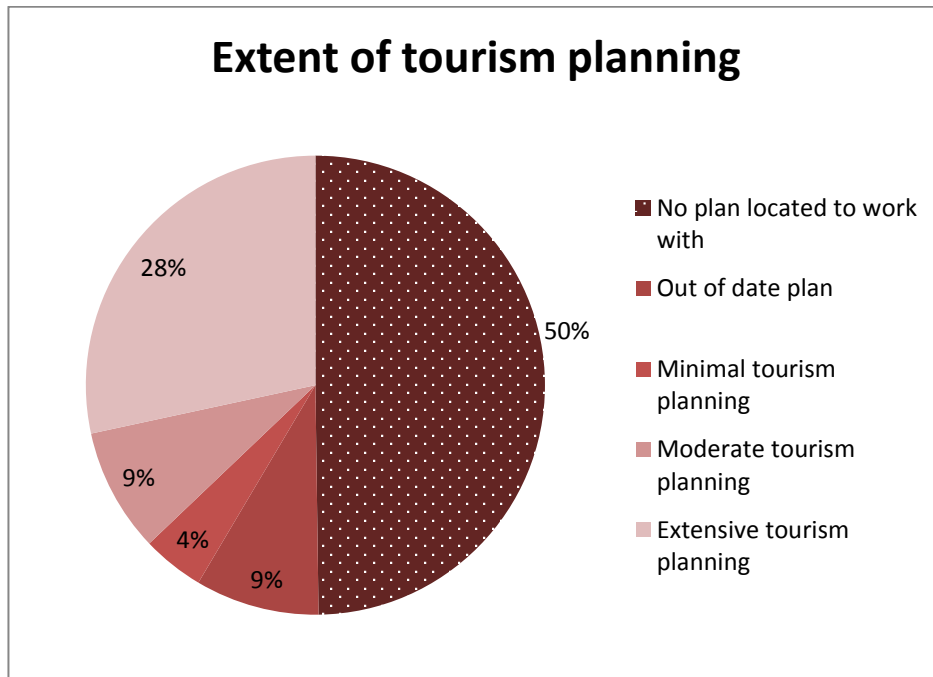 Extent of tourism planning
28%
50%
9%
4%
9%
No plan located to work
with
Out of date plan
Minimal tourism
planning
Moderate tourism
planning
Extensive tourism
planning